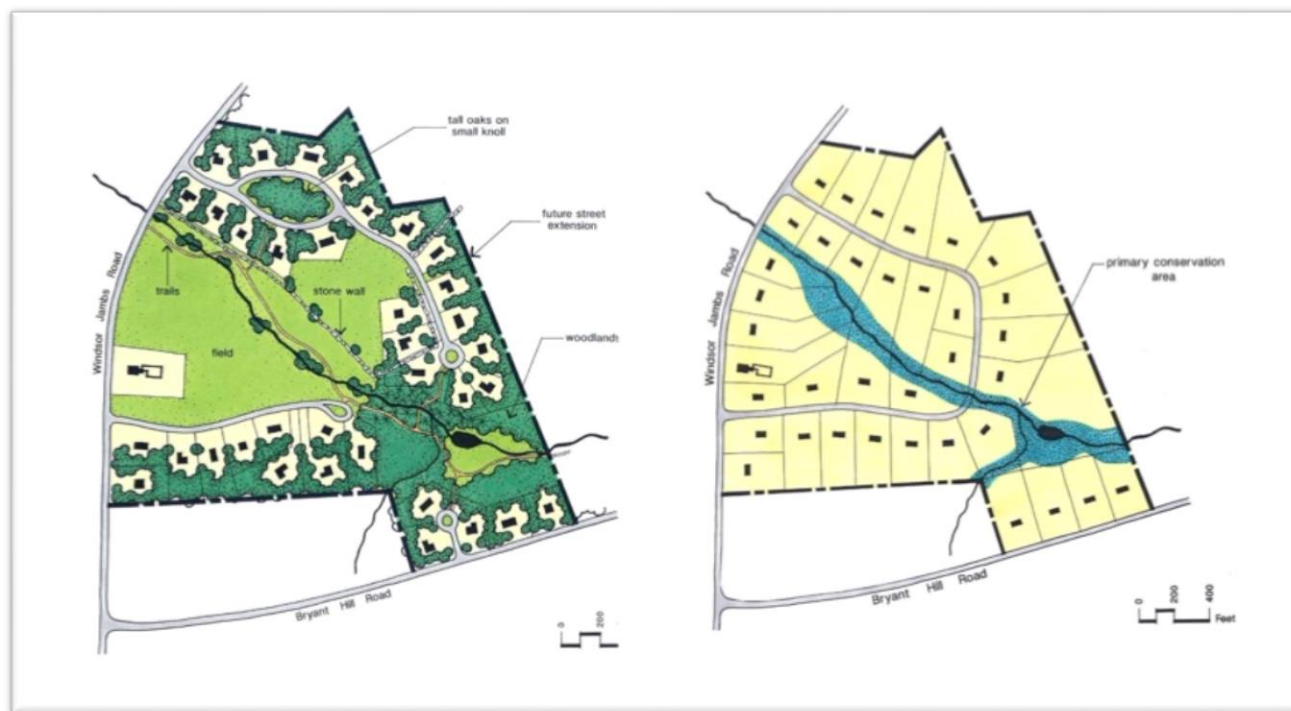 tall oaks on
small knoll
future street
extension
Windsor Jambs Road
trails
stone wall
field
woodlands
Bryant Hill Road
0
200
primary conservation
area
Windsor Jambs Road
Bryant Hill Road
0 200 400
Feet